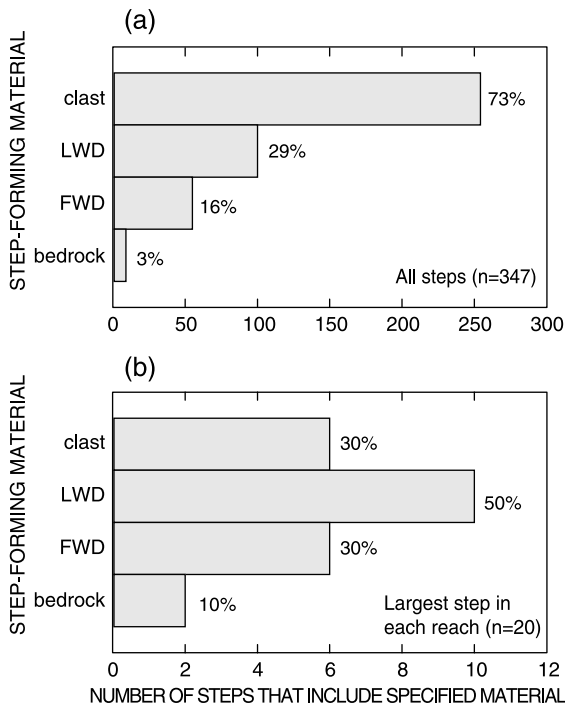 (a)
STEP-FORMING MATERIAL
clast
73%
LWD
29%
FWD
16%
bedrock
3%
All steps (n=347)
0 50 100 150 200 250 300
(b)
STEP-FORMING MATERIAL
clast
30%
LWD
50%
FWD
30%
bedrock
10%
Largest step in
each reach (n=20)
0 2 4 6 8 10 12
NUMBER OF STEPS THAT INCLUDE SPECIFIED MATERIAL